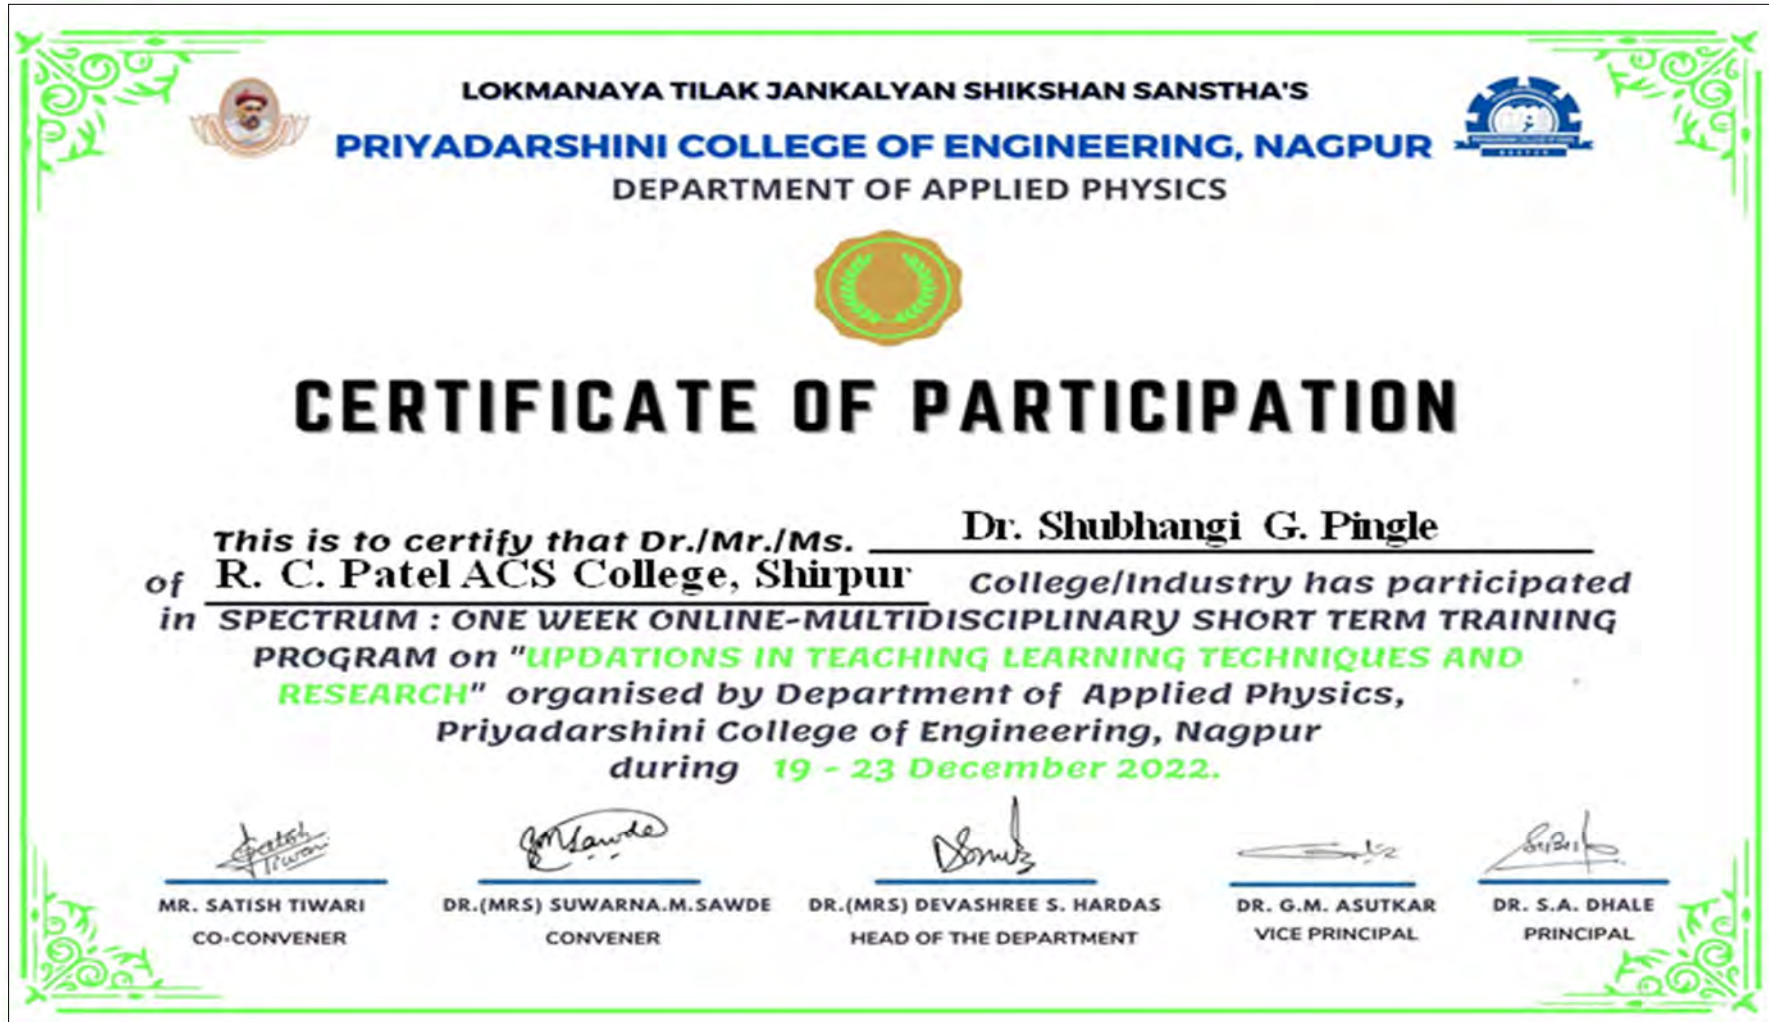 LOKMANAYA TILAK JANKALYAN SHIKSHAN SANSTHA'S
PRIYADARSHINI COLLEGE OF ENGINEERING, NAGPUR
DEPARTMENT OF APPLIED PHYSICS
NAGPUR
CERTIFICATE OF PARTICIPATION
This is to certify that Dr./Mr./Ms. Dr. Shubhangi G. Pingle
of R. C. Patel ACS College, Shirpur College/Industry has participated
in SPECTRUM : ONE WEEK ONLINE-MULTIDISCIPLINARY SHORT TERM TRAINING
PROGRAM on "UPDATIONS IN TEACHING LEARNING TECHNIQUES AND
RESEARCH" organised by Department of Applied Physics,
Priyadarshini College of Engineering, Nagpur
during 19 - 23 December 2022.
Satish
Tiwari
SMSawde
MR. SATISH TIWARI
CO-CONVENER
DR.(MRS) SUWARNA.M.SAWDE
CONVENER
DR.(MRS) DEVASHREE S. HARDAS
HEAD OF THE DEPARTMENT
DR. G.M. ASUTKAR
VICE PRINCIPAL
DR. S.A. DHALE
PRINCIPAL